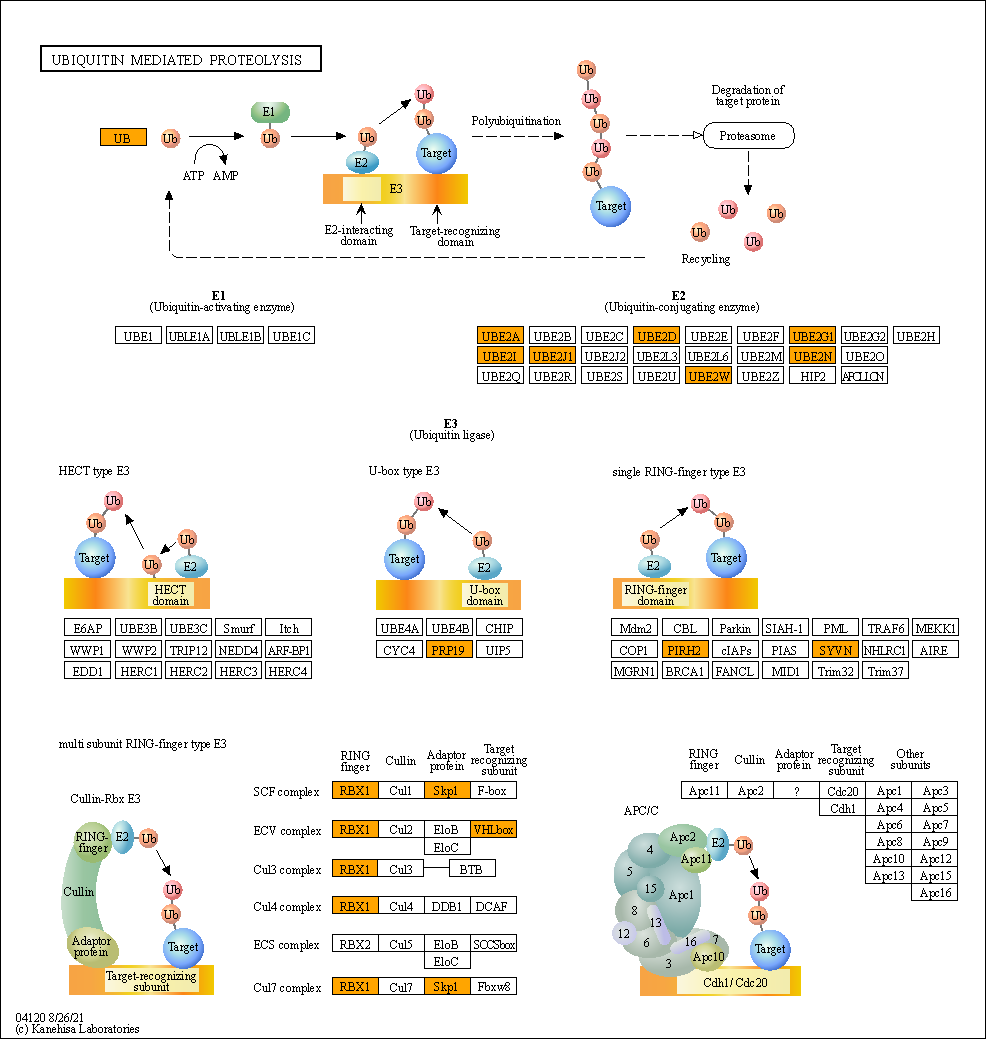 UBIQUITIN MEDIATED PROTEOLYSIS
UB
Ub
E1
Ub
ATP
AMP
Ub
E2
E3
Ub
Ub
Target
E2-interacting
domain
Target-recognizing
domain
Polyubiquitination
Ub
Ub
Ub
Ub
Ub
Target
Degradation of
target protein
Proteasome
Ub
Ub
Ub
Ub
Recycling
E1
(Ubiquitin-activating enzyme)
UBE1 UBLE1A UBLE1B UBE1C
E2
(Ubiquitin-conjugating enzyme)
UBE2A UBE2B UBE2C UBE2D UBE2E UBE2F UBE2G1 UBE2G2 UBE2H
UBE2I UBE2J1 UBE2J2 UBE2L3 UBE2L6 UBE2M UBE2N UBE2O
UBE2Q UBE2R UBE2S UBE2U UBE2W UBE2Z HIP2 AFCLLCN
E3
(Ubiquitin ligase)
HECT type E3
Ub
Ub
Target
Ub
Ub
E2
HECT
domain
E6AP UBE3B UBE3C Smurf Itch
WWP1 WWP2 TRIP12 NEDD4 ARF-BP1
EDD1 HERC1 HERC2 HERC3 HERC4
U-box type E3
Ub
Ub
Target
Ub
E2
U-box
domain
UBE4A UBE4B CHIP
CYC4 PRP19 UIP5
single RING-finger type E3
Ub
E2
Ub
Ub
Target
RING-finger
domain
Mdm2 CBL Parkin SIAH-1 PML TRAF6 MEKK1
COP1 PIRH2 cIAPs PIAS SYVN NHLRC1 AIRE
MGRN1 BRCA1 FANCL MID1 Trim32 Trim37
multi subunit RING-finger type E3
Cullin-Rbx E3
RING-
finger
E2
Ub
Cullin
Ub
Ub
Adaptor
protein
Target
Target-recognizing
subunit
RING
finger
Cullin
Adaptor
protein
Target
recognizing
subunit
SCF complex RBX1 Cul1 Skp1 F-box
ECV complex RBX1 Cul2 EloB VHLbox
EloC
Cul3 complex RBX1 Cul3 BTB
Cul4 complex RBX1 Cul4 DDB1 DCAF
ECS complex RBX2 Cul5 EloB SOCSbox
EloC
Cul7 complex RBX1 Cul7 Skp1 Fbxw8
RING
finger
Cullin
Adaptor
protein
Target
recognizing
subunit
Other
subunits
Apc11 Apc2 ? Cdc20 Apc1 Apc3
Cdh1 Apc4 Apc5
Apc6 Apc7
Apc8 Apc9
Apc10 Apc12
Apc13 Apc15
Apc16
APC/C
Apc2
E2
Ub
4
Apc11
5
15
Apc1
Ub
Ub
8
13
12
6
16
7
3
Apc10
Target
Cdh1/Cdc20
04120 8/26/21
(c) Kanehisa Laboratories